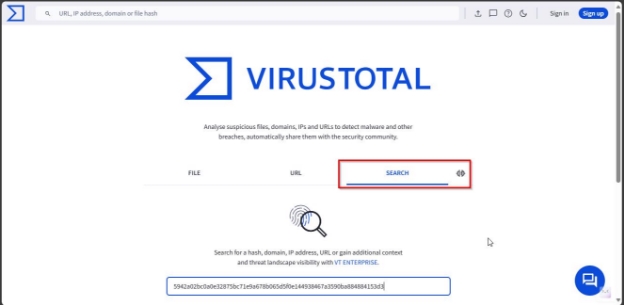 URL, IP address, domain or file hash
Sign in
Sign up
VIRUSTOTAL
Analyse suspicious files, domains, IPs and URLs to detect malware and other
breaches, automatically share them with the security community.
FILE
URL
SEARCH
Search for a hash, domain, IP address, URL or gain additional context
and threat landscape visibility with VT ENTERPRISE.